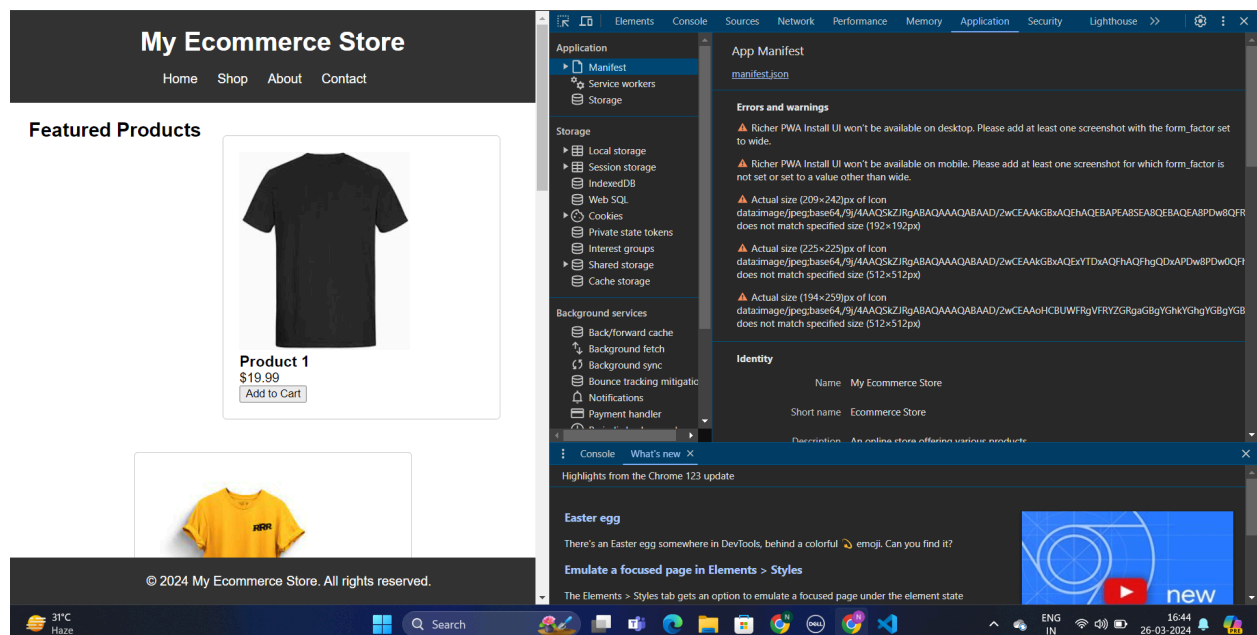 My Ecommerce Store
Home Shop About Contact
Featured Products
Product 1
$19.99
Add to Cart
RRR
© 2024 My Ecommerce Store. All rights reserved.
Elements Console Sources Network Performance Memory Application Security Lighthouse
Application
Manifest
Service workers
Storage
Storage
Local storage
Session storage
IndexedDB
Web SQL
Cookies
Private state tokens
Interest groups
Shared storage
Cache storage
Background services
Back/forward cache
Background fetch
Background sync
Bounce tracking mitigatio
Notifications
Payment handler
App Manifest
manifest.json
Errors and warnings
Richer PWA Install UI won't be available on desktop. Please add at least one screenshot with the form_factor set
to wide.
Richer PWA Install UI won't be available on mobile. Please add at least one screenshot for which form_factor is
not set or set to a value other than wide.
Actual size (209×242)px of Icon
does not match specified size (192×192px)
Actual size (225×225)px of Icon
does not match specified size (512×512px)
Actual size (194×259)px of Icon
does not match specified size (512×512px)
Identity
Name My Ecommerce Store
Short name Ecommerce Store
Description An online store offering various products
Console What's new
Highlights from the Chrome 123 update
Easter egg
There's an Easter egg somewhere in DevTools, behind a colorful 💫 emoji. Can you find it?
Emulate a focused page in Elements > Styles
The Elements > Styles tab gets an option to emulate a focused page under the element state
new
31°C
Haze
Search
DELL
ENG
IN
16:44
26-03-2024
PRE